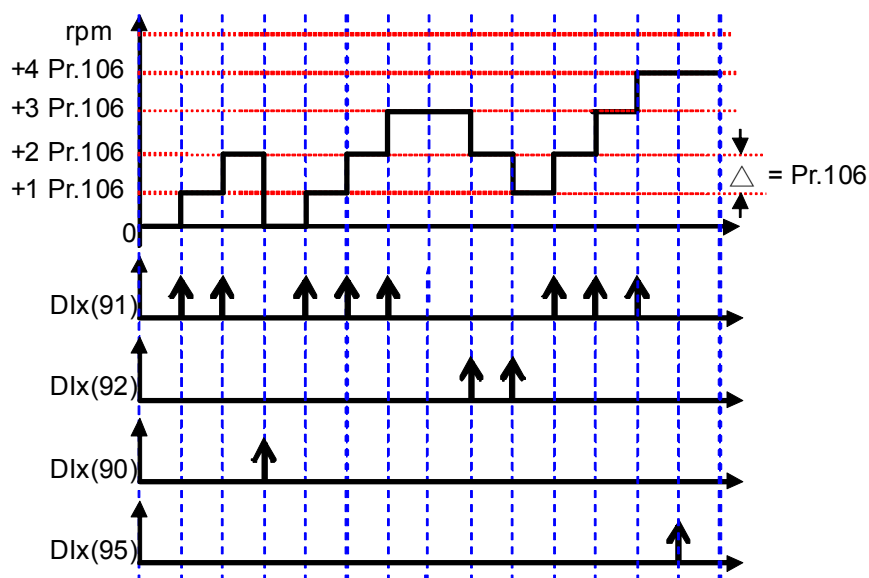 rpm
+4 Pr.106
+3 Pr.106
+2 Pr.106
+1 Pr.106
△ = Pr.106
0
DIx(91)
DIx(92)
DIx(90)
DIx(95)